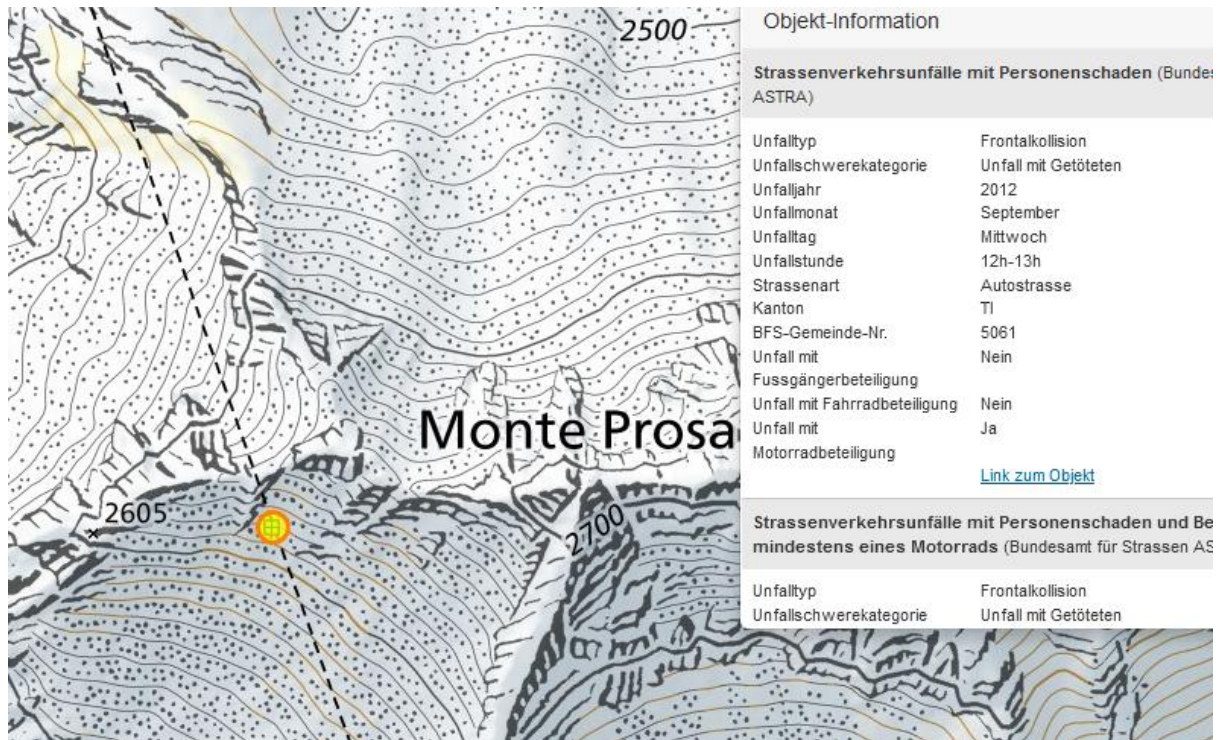 2500
Monte Prosa
2605
2700
Objekt-Information
Strassenverkehrsunfälle mit Personenschaden (Bundes
ASTRA)
Unfalltyp Frontalkollision
Unfallschwerekategorie Unfall mit Getöteten
Unfalljahr 2012
Unfallmonat September
Unfalltag Mittwoch
Unfallstunde 12h-13h
Strassenart Autostrasse
Kanton TI
BFS-Gemeinde-Nr. 5061
Unfall mit Nein
Fussgängerbeteiligung
Unfall mit Fahrradbeteiligung Nein
Unfall mit Ja
Motorradbeteiligung
Link zum Objekt
Strassenverkehrsunfälle mit Personenschaden und Be
mindestens eines Motorrads (Bundesamt für Strassen AS
Unfalltyp Frontalkollision
Unfallschwerekategorie Unfall mit Getöteten